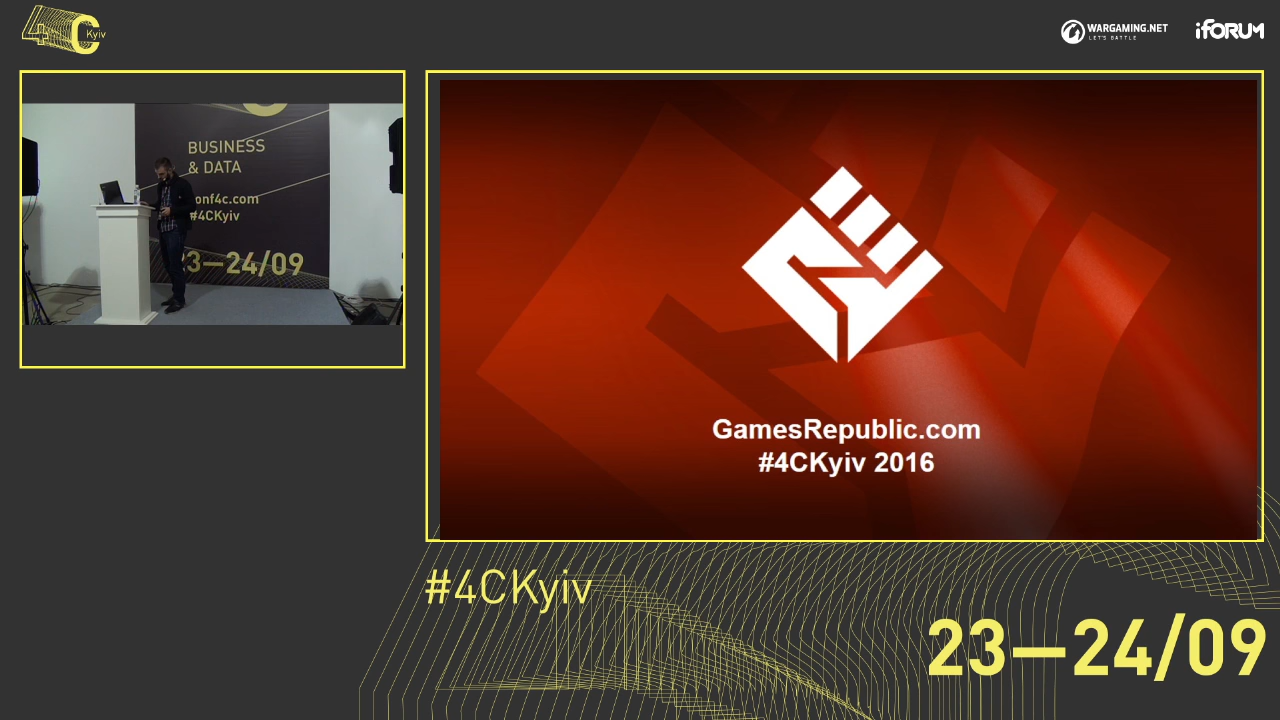 4C Kyiv
WARGAMING.NET
LET'S BATTLE
iFORUM
BUSINESS
& DATA
onf4c.com
#4CKyiv
23—24/09
GamesRepublic.com
#4CKyiv 2016
#4CKyiv
23—24/09